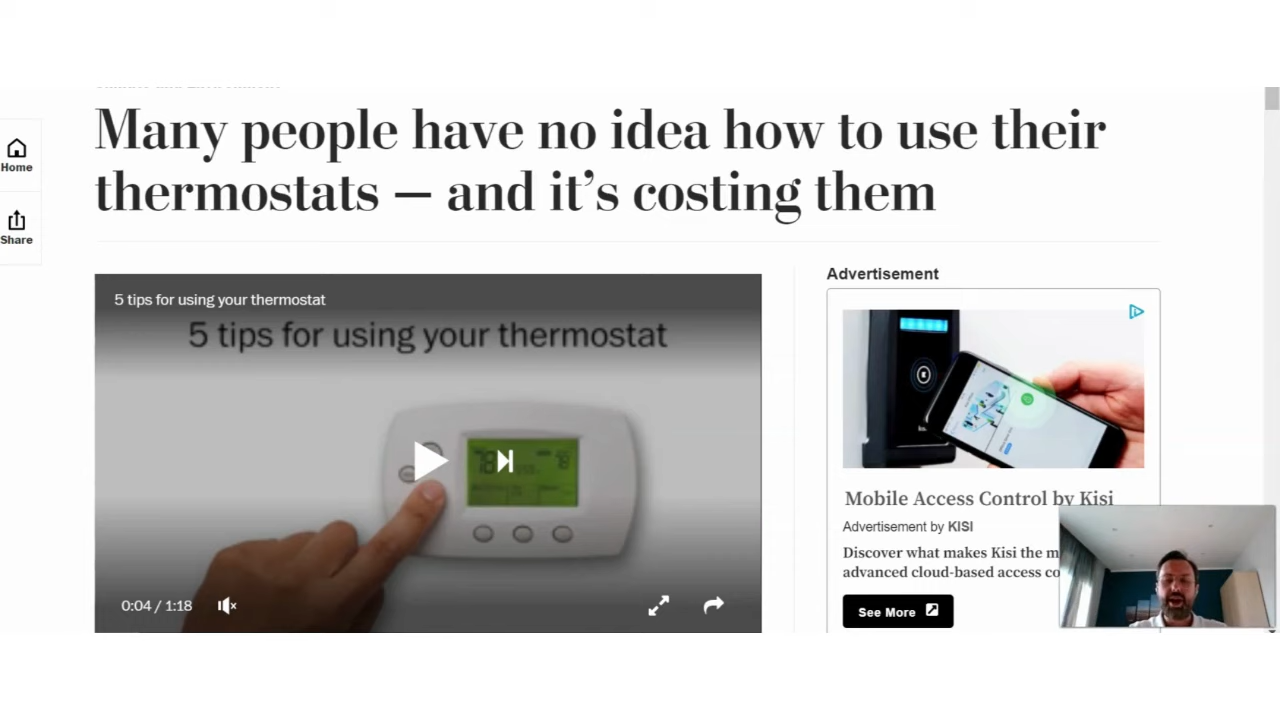 Many people have no idea how to use their
thermostats — and it's costing them
Home
Share
5 tips for using your thermostat
5 tips for using your thermostat
0:04 / 1:18
Advertisement
Mobile Access Control by Kisi
Advertisement by KISI
Discover what makes Kisi the m
advanced cloud-based access co
See More